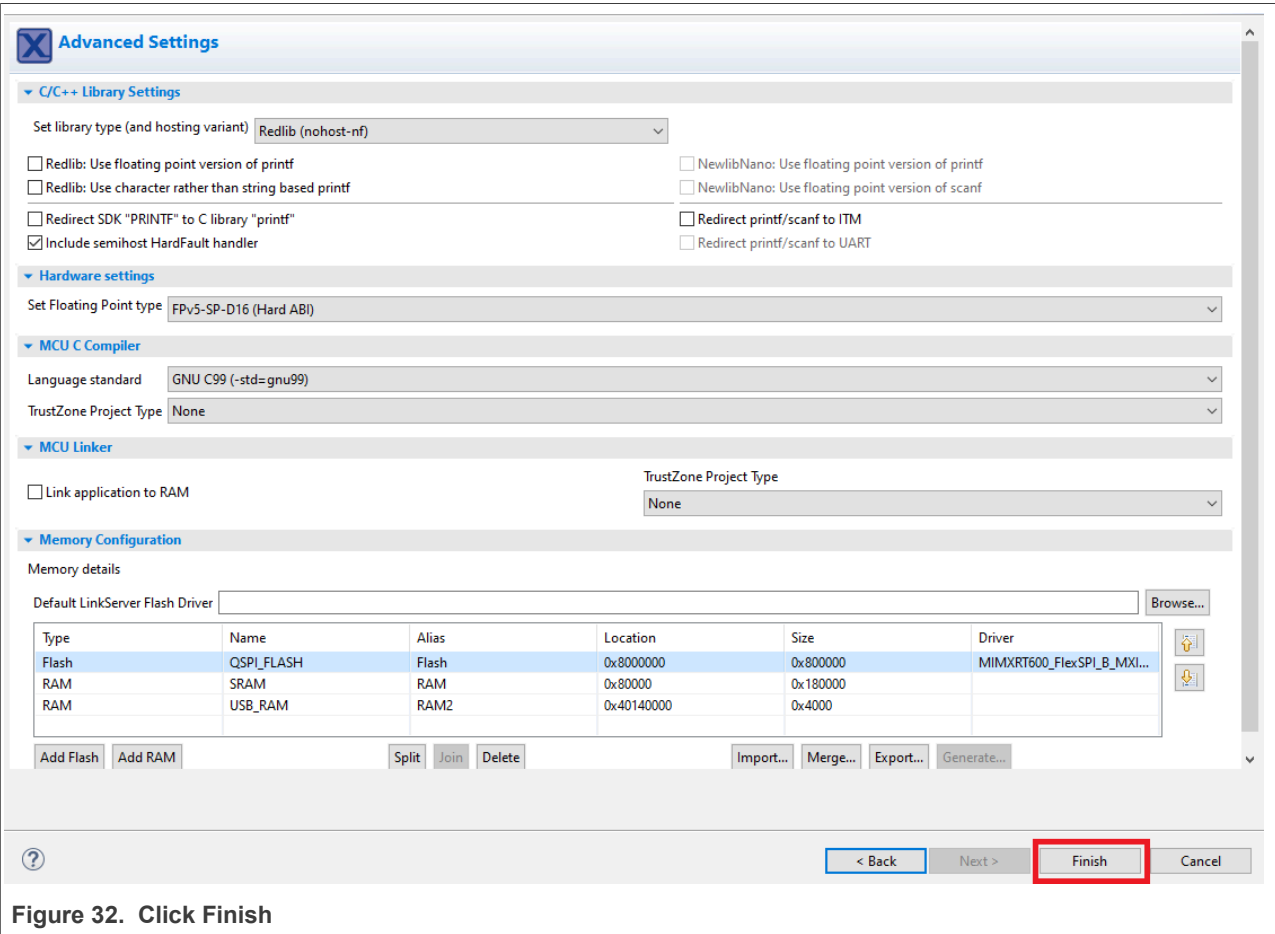 Advanced Settings
C/C++ Library Settings
Set library type (and hosting variant) Redlib (nohost-nf)
Redlib: Use floating point version of printf NewlibNano: Use floating point version of printf
Redlib: Use character rather than string based printf NewlibNano: Use floating point version of scanf
Redirect SDK "PRINTF" to C library "printf" Redirect printf/scanf to ITM
Include semihost HardFault handler Redirect printf/scanf to UART
Hardware settings
Set Floating Point type FPv5-SP-D16 (Hard ABI)
MCU C Compiler
Language standard GNU C99 (-std=gnu99)
TrustZone Project Type None
MCU Linker
TrustZone Project Type
Link application to RAM
None
Memory Configuration
Memory details
Default LinkServer Flash Driver Browse...
Type Name Alias Location Size Driver
Flash QSPI_FLASH Flash 0x8000000 0x800000 MIMXRT600_FlexSPI_B_MXI...
RAM SRAM RAM 0x80000 0x180000
RAM USB_RAM RAM2 0x40140000 0x4000
Add Flash Add RAM Split Join Delete Import... Merge... Export... Generate...
? < Back Next > Finish Cancel
Figure 32. Click Finish